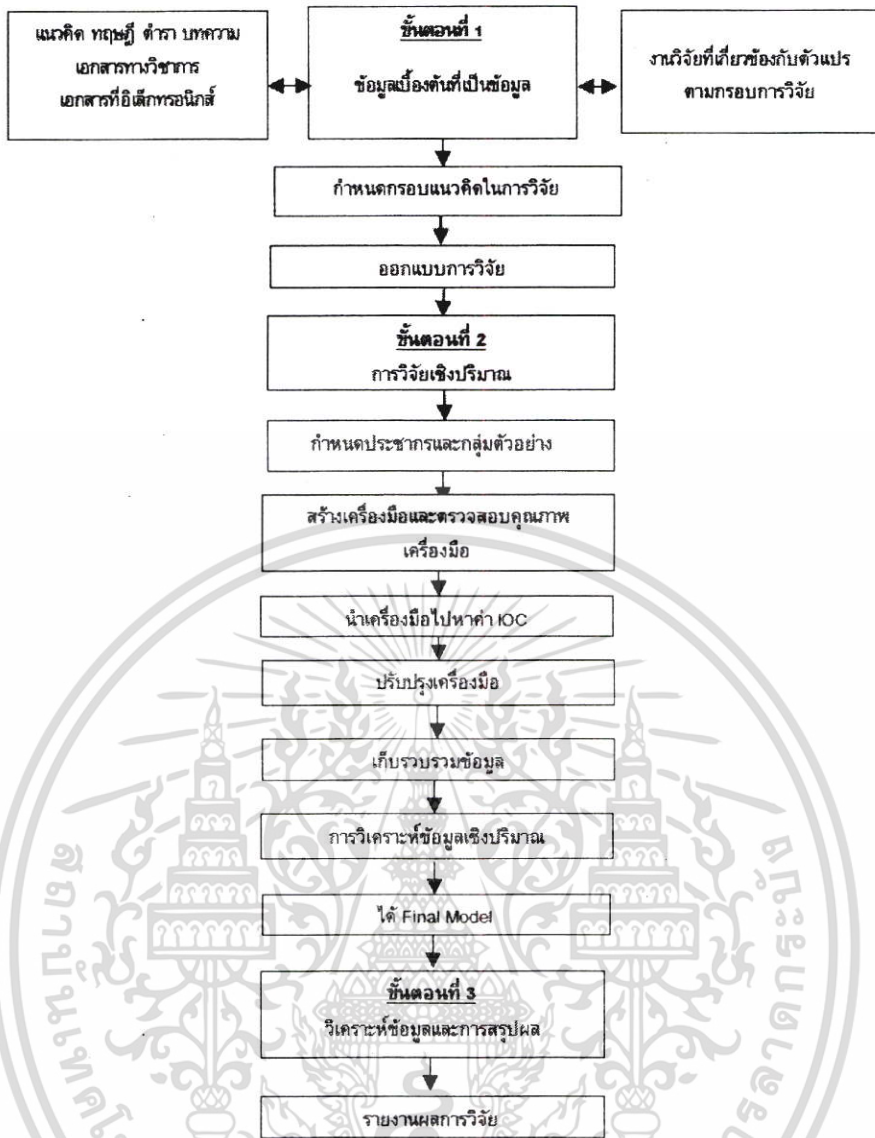 แนวคิด ทฤษฎี ตำรา บทความ
เอกสารทางวิชาการ
เอกสารที่อิเล็กทรอนิกส์
ขั้นตอนที่ 1
ข้อมูลเบื้องต้นที่เป็นข้อมูล
งานวิจัยที่เกี่ยวข้องกับตัวแปร
ตามกรอบการวิจัย
กำหนดกรอบแนวคิดในการวิจัย
ออกแบบการวิจัย
ขั้นตอนที่ 2
การวิจัยเชิงปริมาณ
กำหนดประชากรและกลุ่มตัวอย่าง
สร้างเครื่องมือและตรวจสอบคุณภาพ
เครื่องมือ
นำเครื่องมือไปหาค่า IOC
ปรับปรุงเครื่องมือ
เก็บรวบรวมข้อมูล
การวิเคราะห์ข้อมูลเชิงปริมาณ
ได้ Final Model
ขั้นตอนที่ 3
วิเคราะห์ข้อมูลและการสรุปผล
รายงานผลการวิจัย
สถาบันเทคโ
ลาดกระบัง